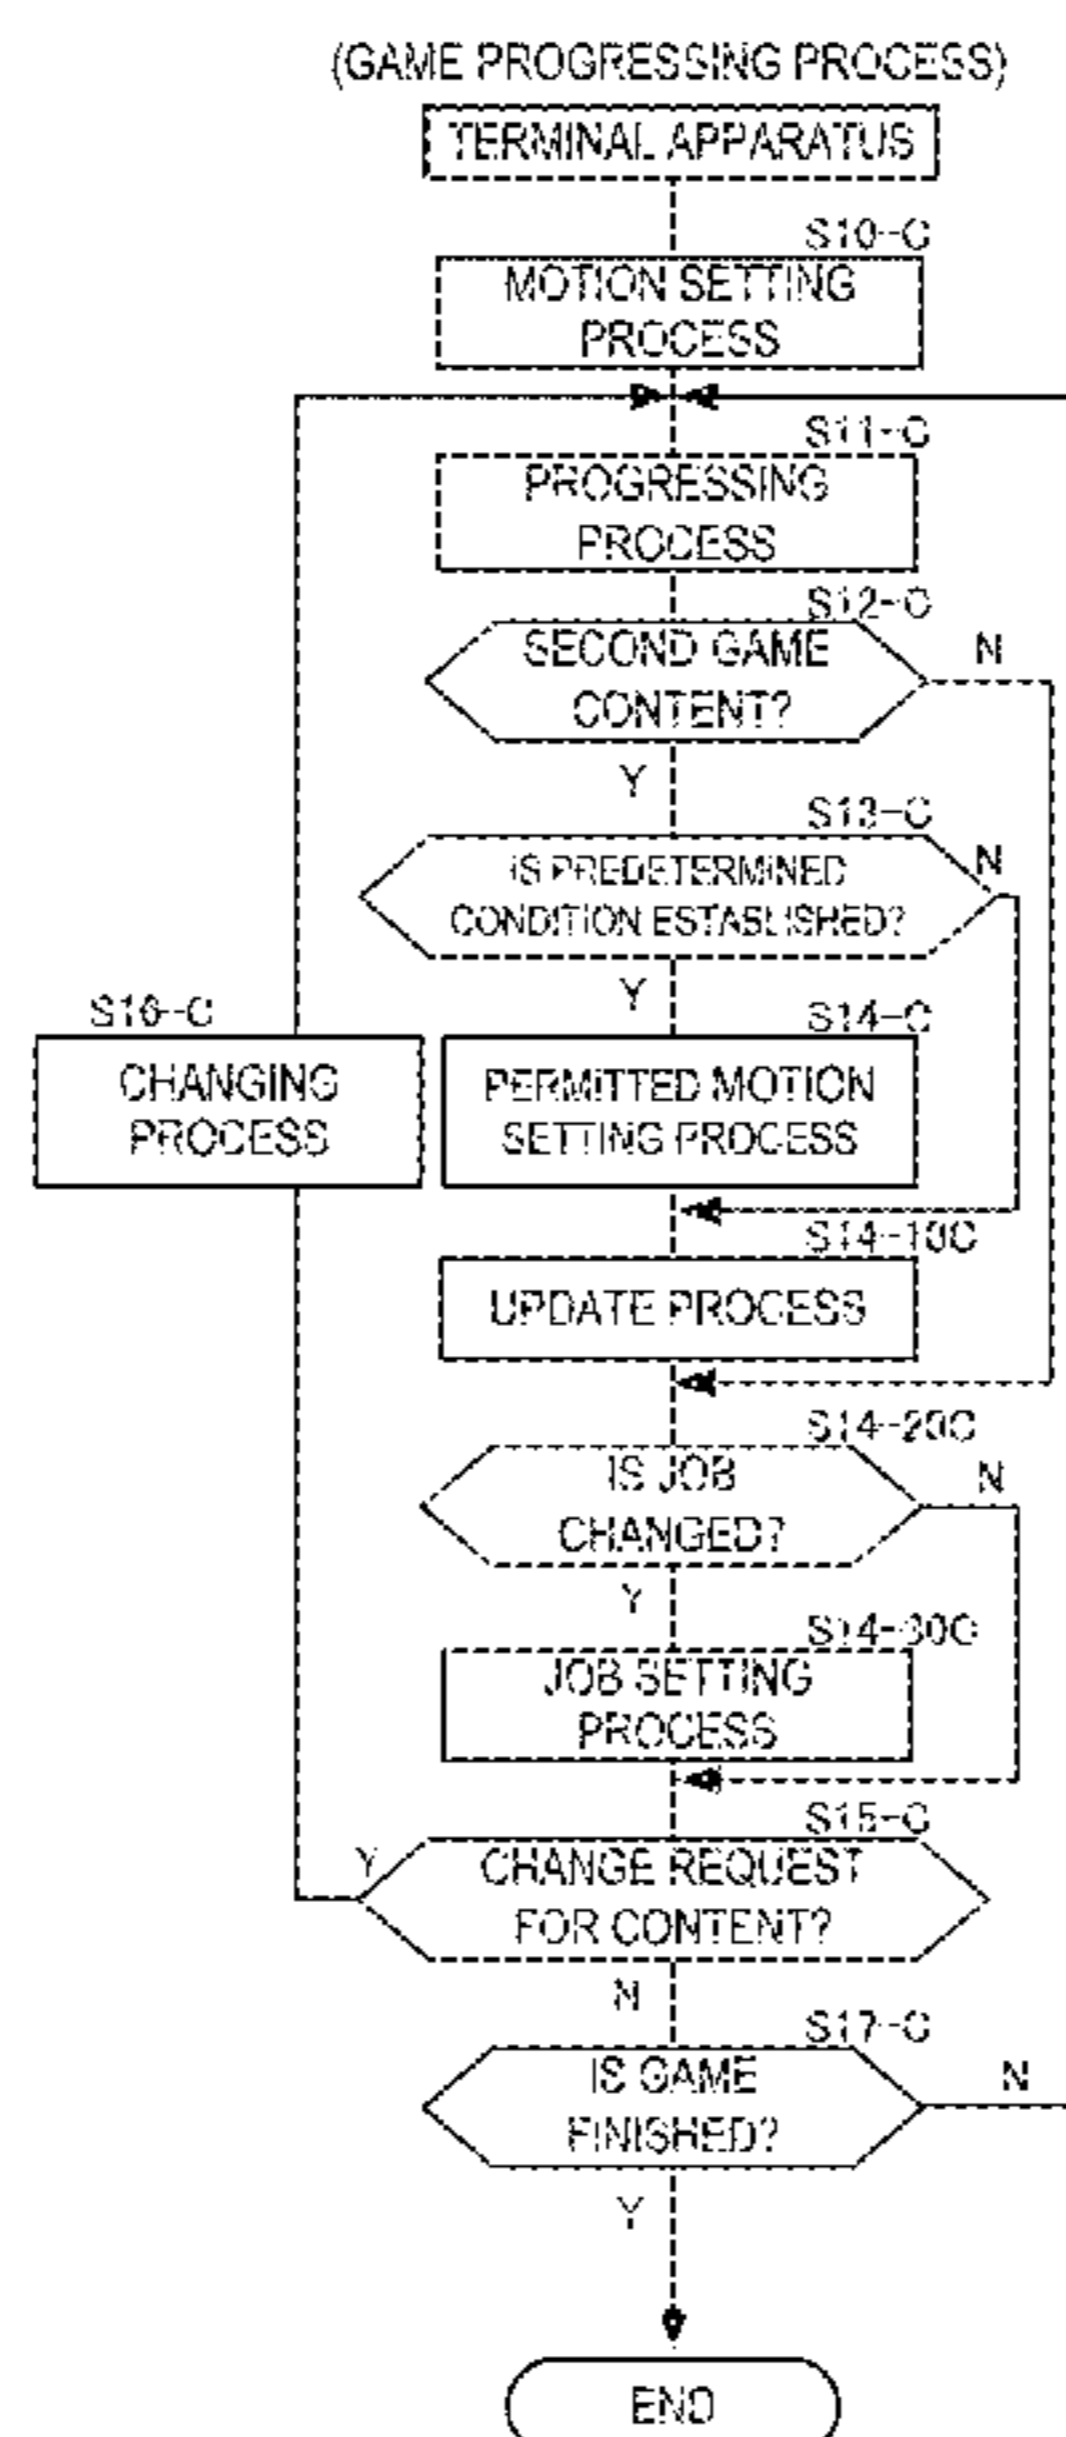 (GAME PROGRESSING PROCESS)
TERMINAL APPARATUS
S10-C
MOTION SETTING
PROCESS
S11-C
PROGRESSING
PROCESS
S12-C
SECOND GAME
CONTENT?
N
Y
S13-C
IS PREDETERMINED
CONDITION ESTABLISHED?
N
Y
S16-C
CHANGING
PROCESS
S14-C
PERMITTED MOTION
SETTING PROCESS
S14-10C
UPDATE PROCESS
S14-20C
IS JOB
CHANGED?
N
Y
S14-30C
JOB SETTING
PROCESS
S15-C
Y
CHANGE REQUEST
FOR CONTENT?
N
S17-C
IS GAME
FINISHED?
N
Y
END